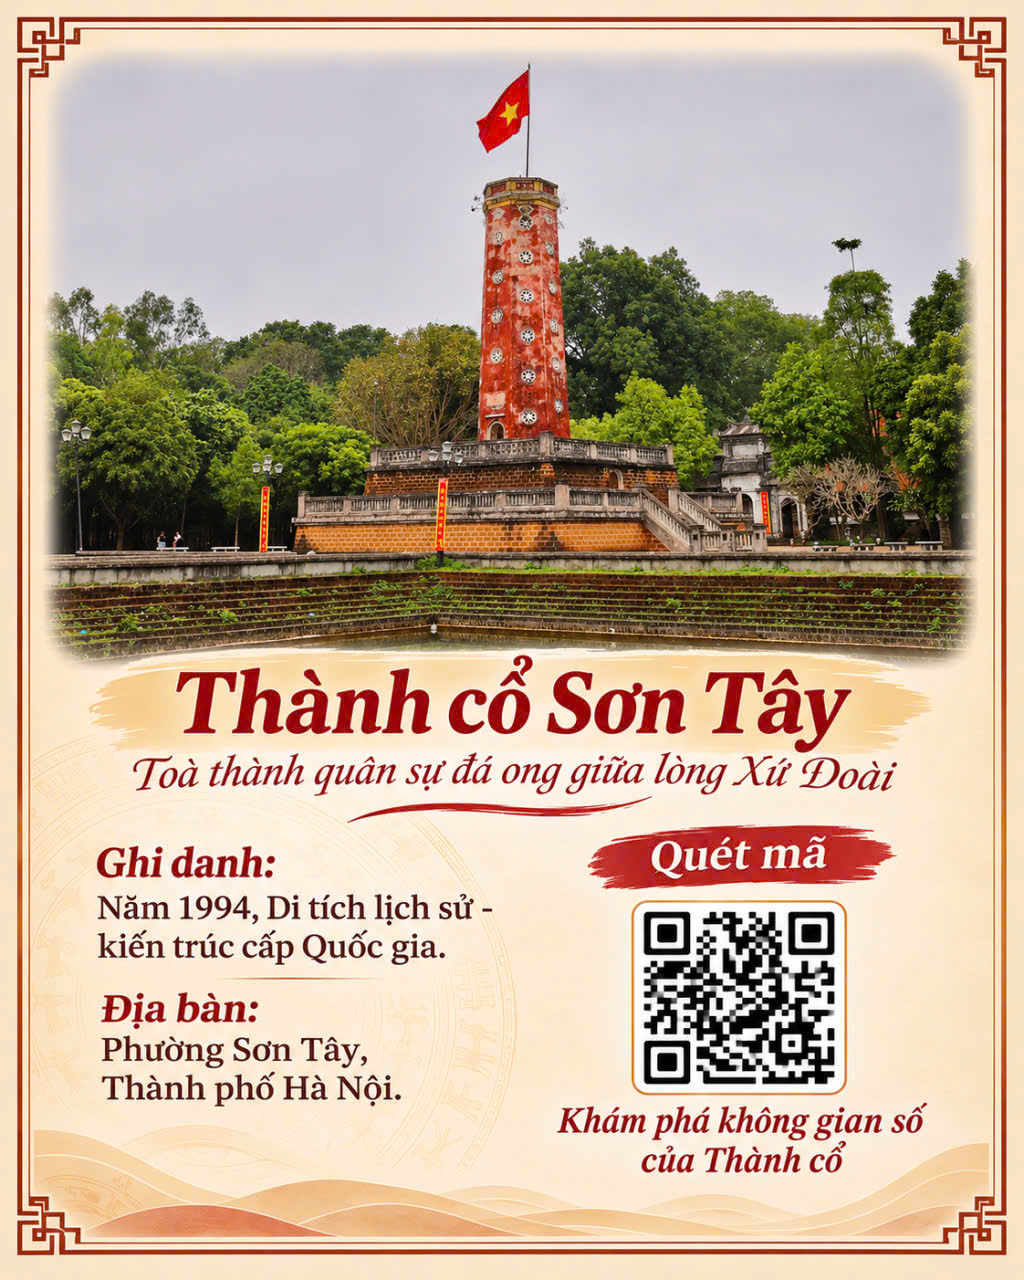 Thành cổ Sơn Tây
Toà thành quân sự đá ong giữa lòng Xứ Đoài
Ghi danh:
Năm 1994, Di tích lịch sử -
kiến trúc cấp Quốc gia.
Địa bàn:
Phường Sơn Tây,
Thành phố Hà Nội.
Quét mã
Khám phá không gian số
của Thành cổ